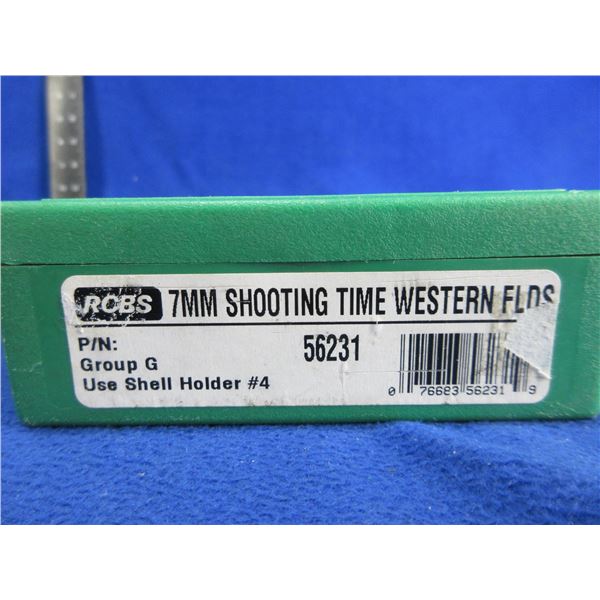 RCBS 7MM SHOOTING TIME WESTERN FLDS
P/N: 56231
Group G
Use Shell Holder #4
0 76683 56231 9